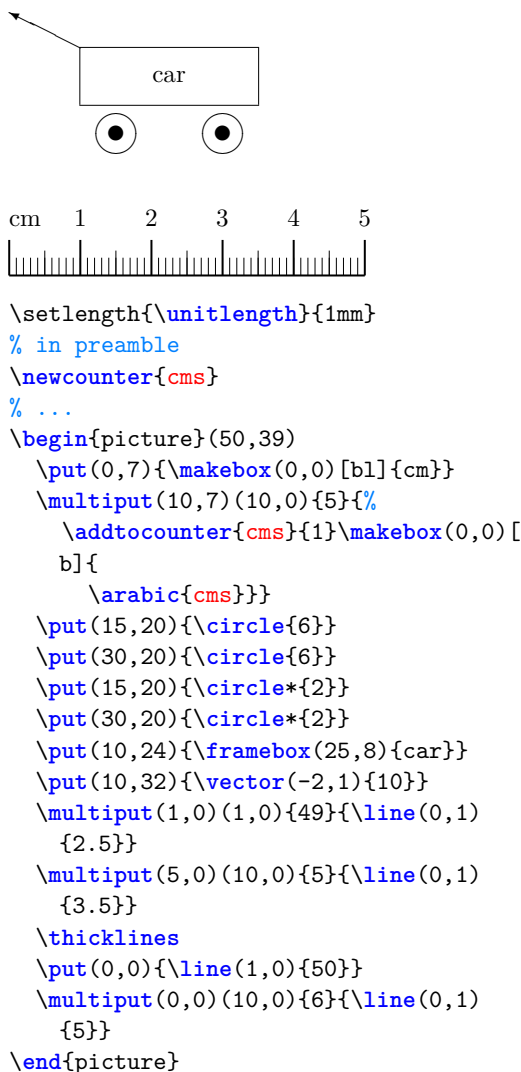 car
cm 1 2 3 4 5
\setlength{\unitlength}{1mm}
% in preamble
\newcounter{cms}
% ...
\begin{picture}(50,39)
  \put(0,7){\makebox(0,0)[bl]{cm}}
  \multiput(10,7)(10,0){5}{%
    \addtocounter{cms}{1}\makebox(0,0)[
    b]{
      \arabic{cms}}}
  \put(15,20){\circle{6}}
  \put(30,20){\circle{6}}
  \put(15,20){\circle*{2}}
  \put(30,20){\circle*{2}}
  \put(10,24){\framebox(25,8){car}}
  \put(10,32){\vector(-2,1){10}}
  \multiput(1,0)(1,0){49}{\line(0,1)
    {2.5}}
  \multiput(5,0)(10,0){5}{\line(0,1)
    {3.5}}
  \thicklines
  \put(0,0){\line(1,0){50}}
  \multiput(0,0)(10,0){6}{\line(0,1)
    {5}}
\end{picture}